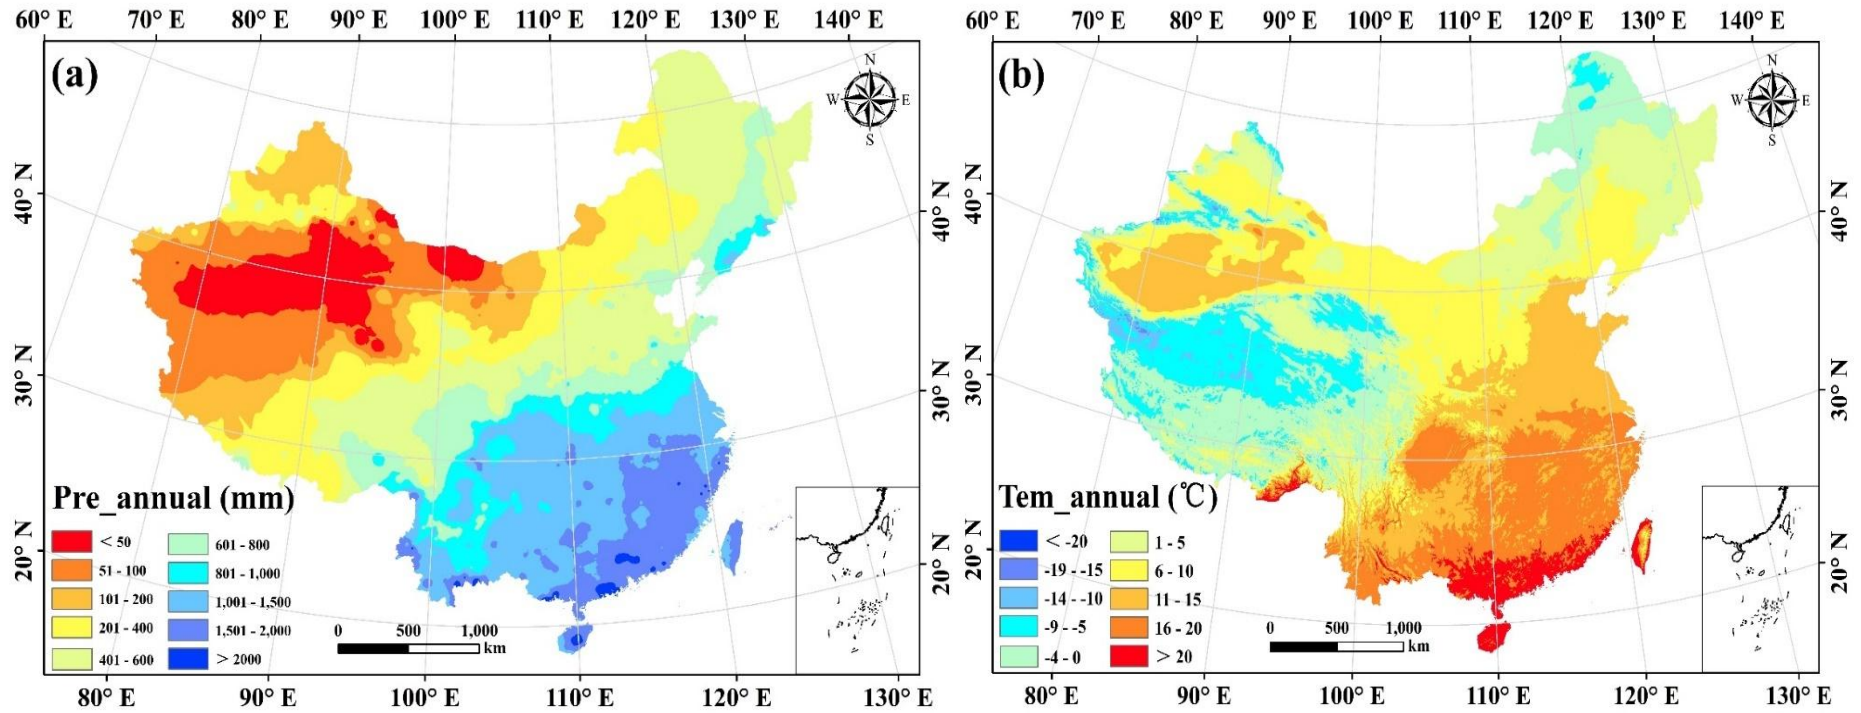 60° E 70° E 80° E 90° E 100° E 110° E 120° E 130° E 140° E
(a)
N
W E
S
40° N
30° N
20° N
40° N
30° N
20° N
Pre_annual (mm)
< 50
51 - 100
101 - 200
201 - 400
401 - 600
601 - 800
801 - 1,000
1,001 - 1,500
1,501 - 2,000
> 2000
0 500 1,000
km
80° E 90° E 100° E 110° E 120° E 130° E
60° E 70° E 80° E 90° E 100° E 110° E 120° E 130° E 140° E
(b)
N
W E
S
40° N
30° N
20° N
40° N
30° N
20° N
Tem_annual (℃)
< -20
-19 - -15
-14 - -10
-9 - -5
-4 - 0
1 - 5
6 - 10
11 - 15
16 - 20
> 20
0 500 1,000
km
80° E 90° E 100° E 110° E 120° E 130° E